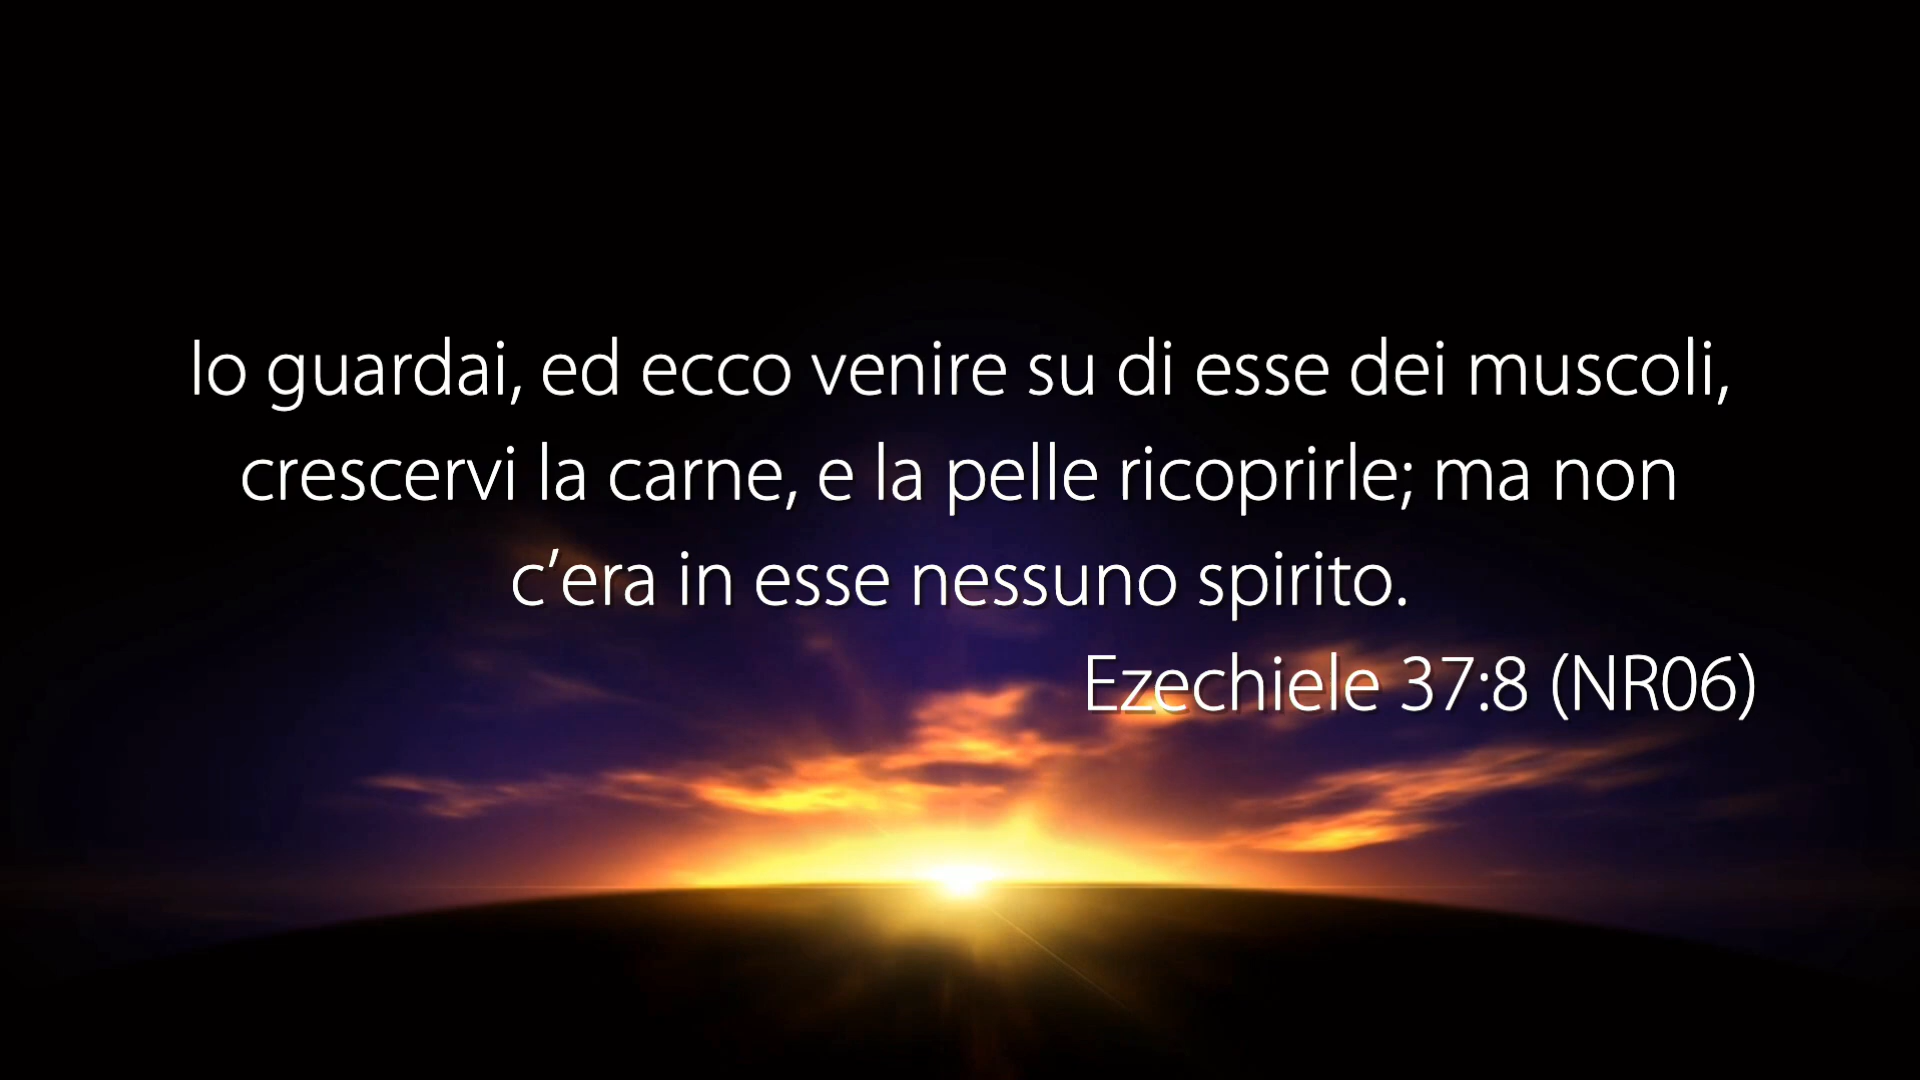 Io guardai, ed ecco venire su di esse dei muscoli,
crescervi la carne, e la pelle ricoprirle; ma non
c’era in esse nessuno spirito.
Ezechiele 37:8 (NR06)